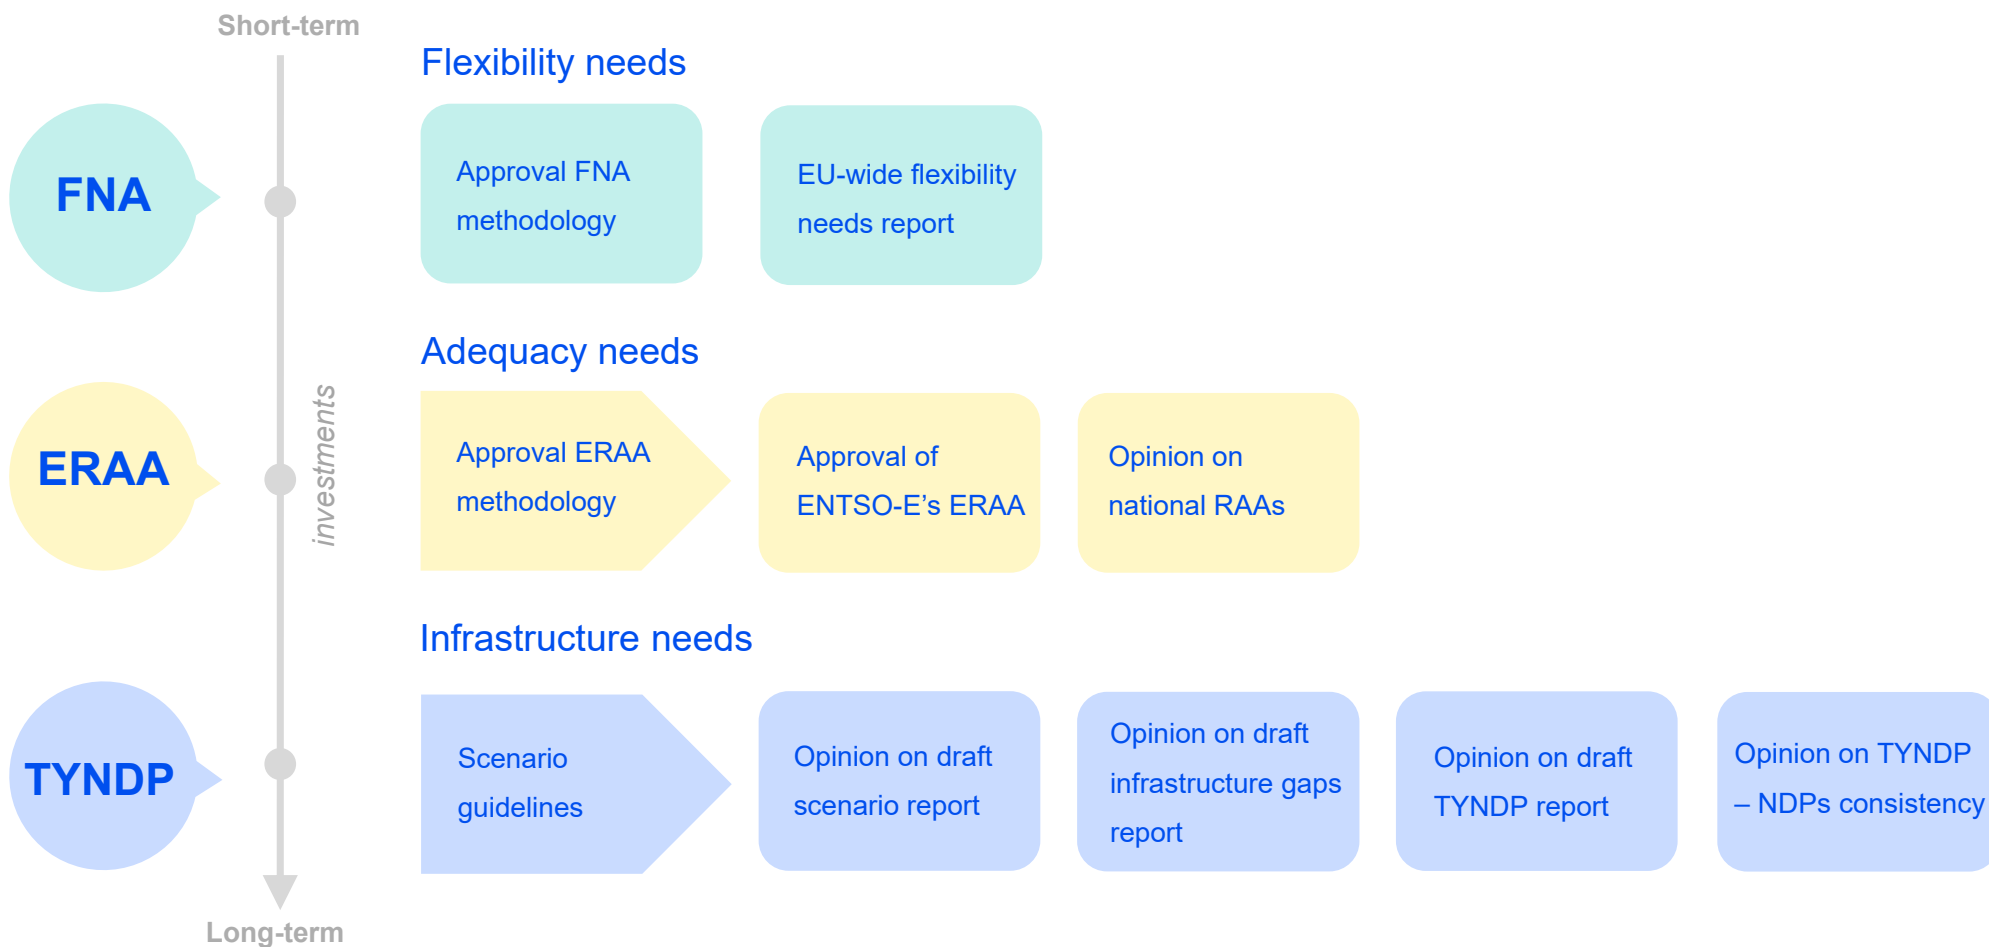 Short-term
Flexibility needs
FNA
Approval FNA
methodology
EU-wide flexibility
needs report
Adequacy needs
ERAA
investments
Approval ERAA
methodology
Approval of
ENTSO-E’s ERAA
Opinion on
national RAAs
Infrastructure needs
TYNDP
Scenario
guidelines
Opinion on draft
scenario report
Opinion on draft
infrastructure gaps
report
Opinion on draft
TYNDP report
Opinion on TYNDP
– NDPs consistency
Long-term